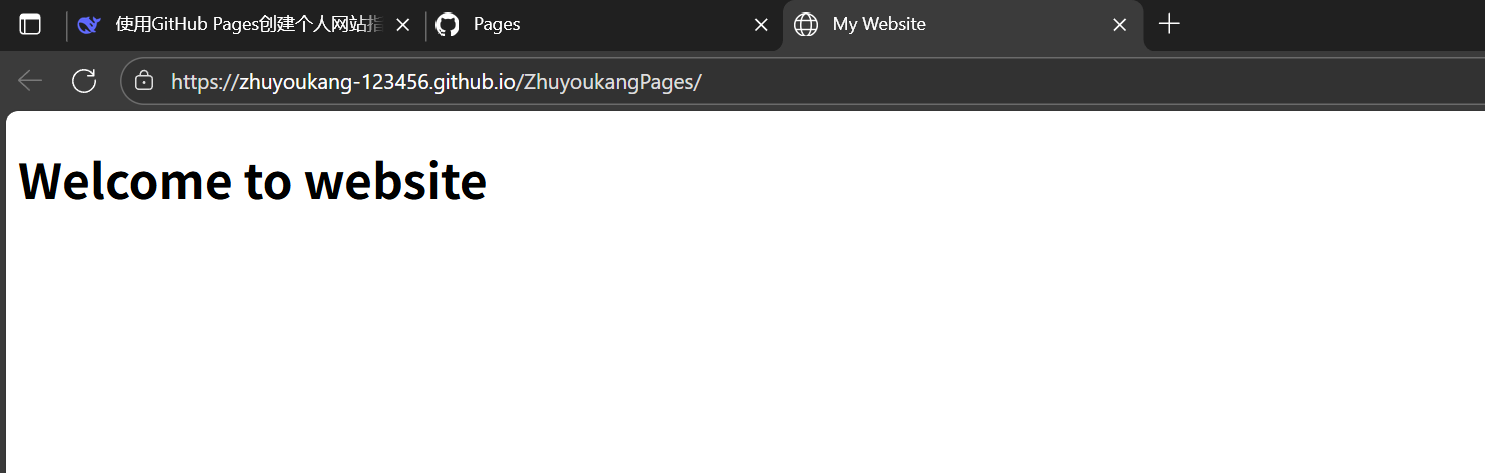 使用GitHub Pages创建个人网站指
Pages
My Website
https://zhuyoukang-123456.github.io/ZhuyoukangPages/
Welcome to website